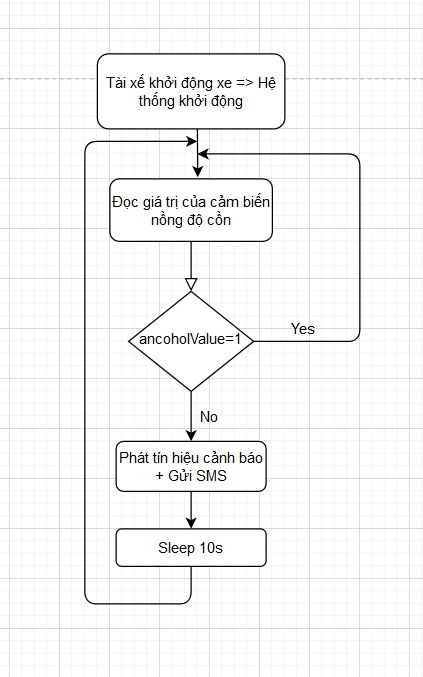 Tài xế khởi động xe => Hệ
thống khởi động
Đọc giá trị của cảm biến
nồng độ cồn
ancoholValue=1
Yes
No
Phát tín hiệu cảnh báo
+ Gửi SMS
Sleep 10s